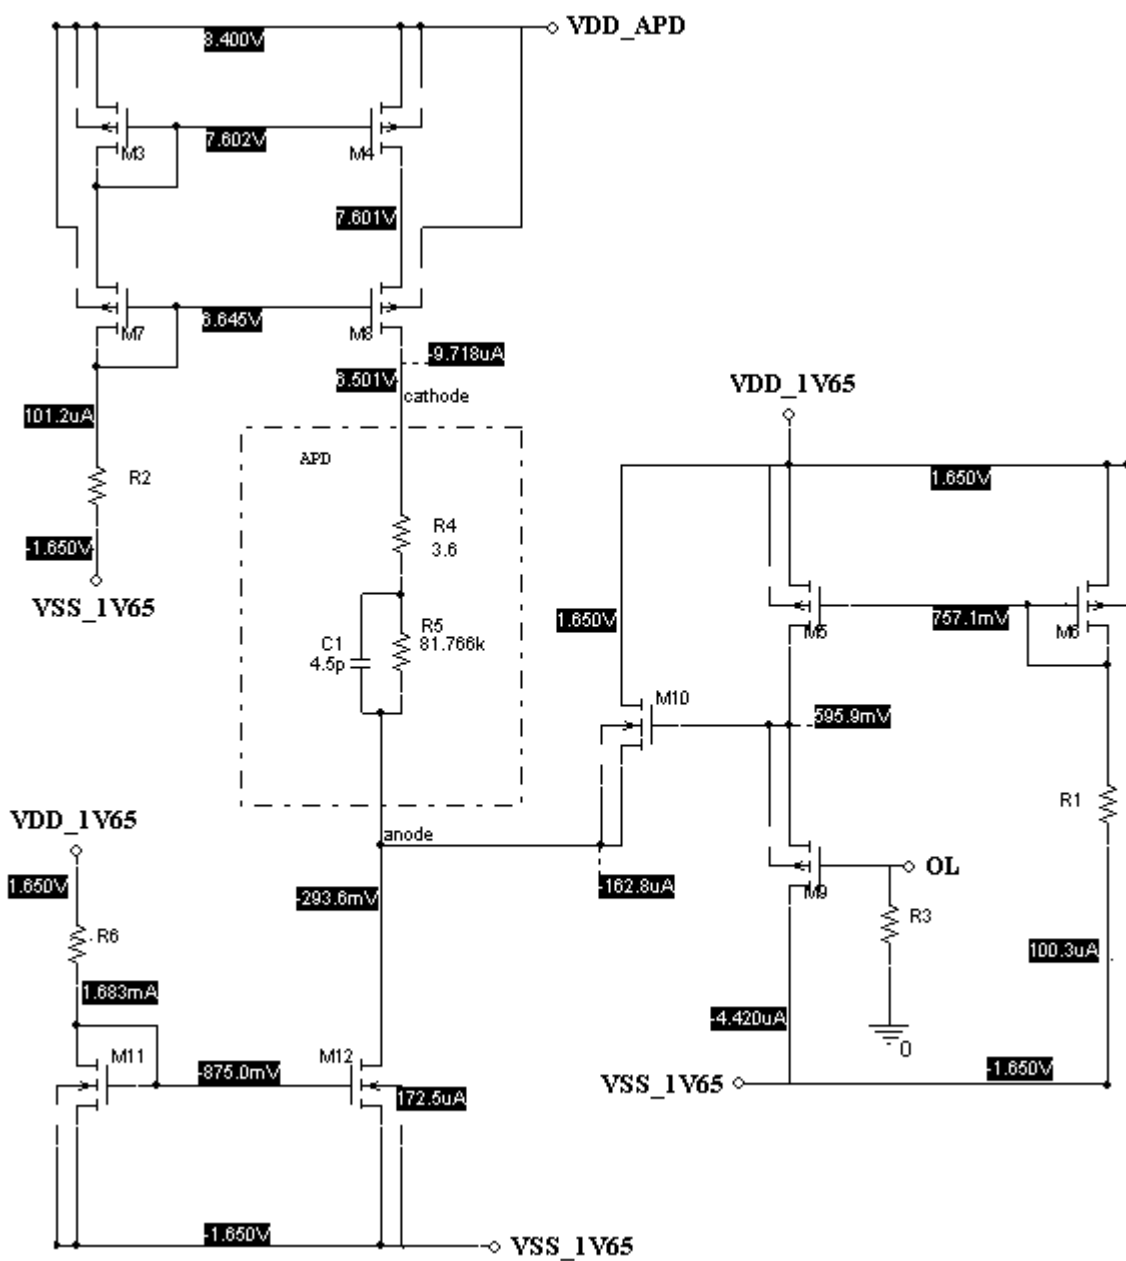 VDD_APD
8.400V
M3
7.602V
M4
7.601V
M7
6.645V
M8
-9.718uA
6.501V
cathode
101.2uA
R2
-1.650V
VSS_1V65
APD
R4
3.6
C1
4.5p
R5
81.766k
anode
VDD_1V65
1.650V
1.650V
M5
757.1mV
M6
M10
595.9mV
R1
M9
OL
-162.8uA
R3
100.3uA
-4.420uA
0
VSS_1V65
-1.650V
VDD_1V65
1.650V
-293.6mV
R6
1.683mA
M11
-875.0mV
M12
172.5uA
-1.650V
VSS_1V65